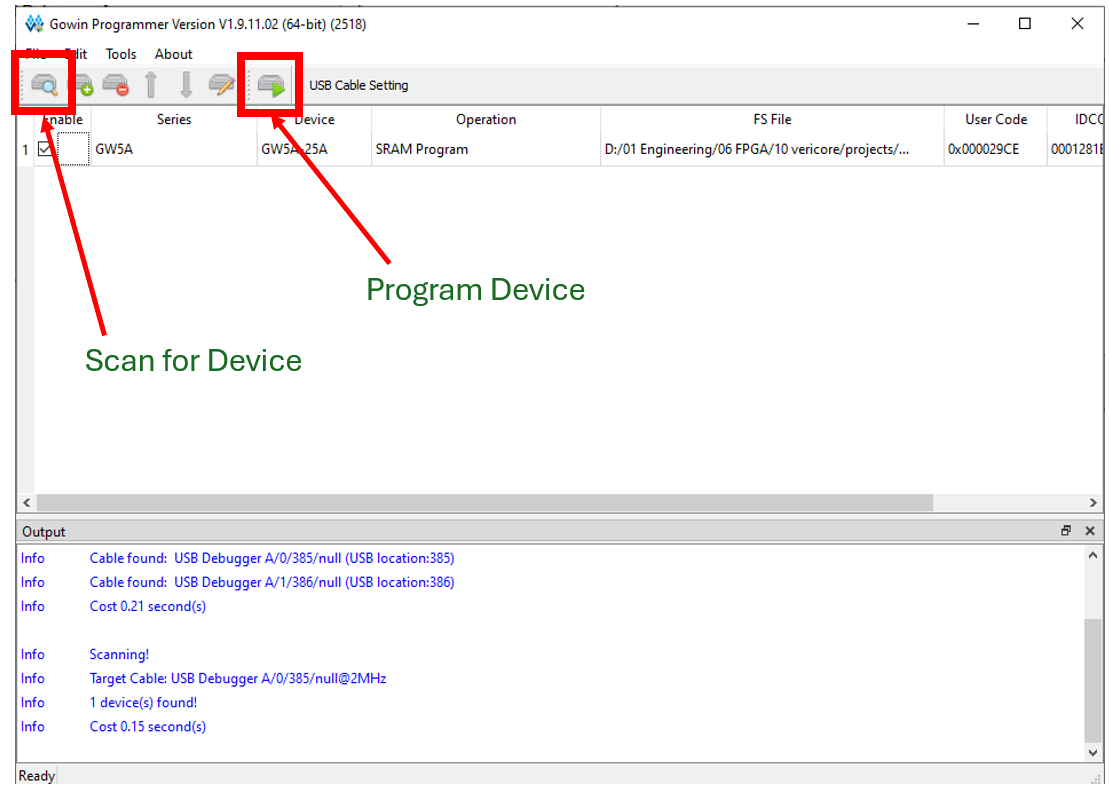 Gowin Programmer Version V1.9.11.02 (64-bit) (2518)
File Edit Tools About
USB Cable Setting
Enable Series Device Operation FS File User Code IDCO
1 GW5A GW5A-25A SRAM Program D:/01 Engineering/06 FPGA/10 vericore/projects/... 0x000029CE 0001281B
Program Device
Scan for Device
Output
Info Cable found: USB Debugger A/0/385/null (USB location:385)
Info Cable found: USB Debugger A/1/386/null (USB location:386)
Info Cost 0.21 second(s)
Info Scanning!
Info Target Cable: USB Debugger A/0/385/null@2MHz
Info 1 device(s) found!
Info Cost 0.15 second(s)
Ready